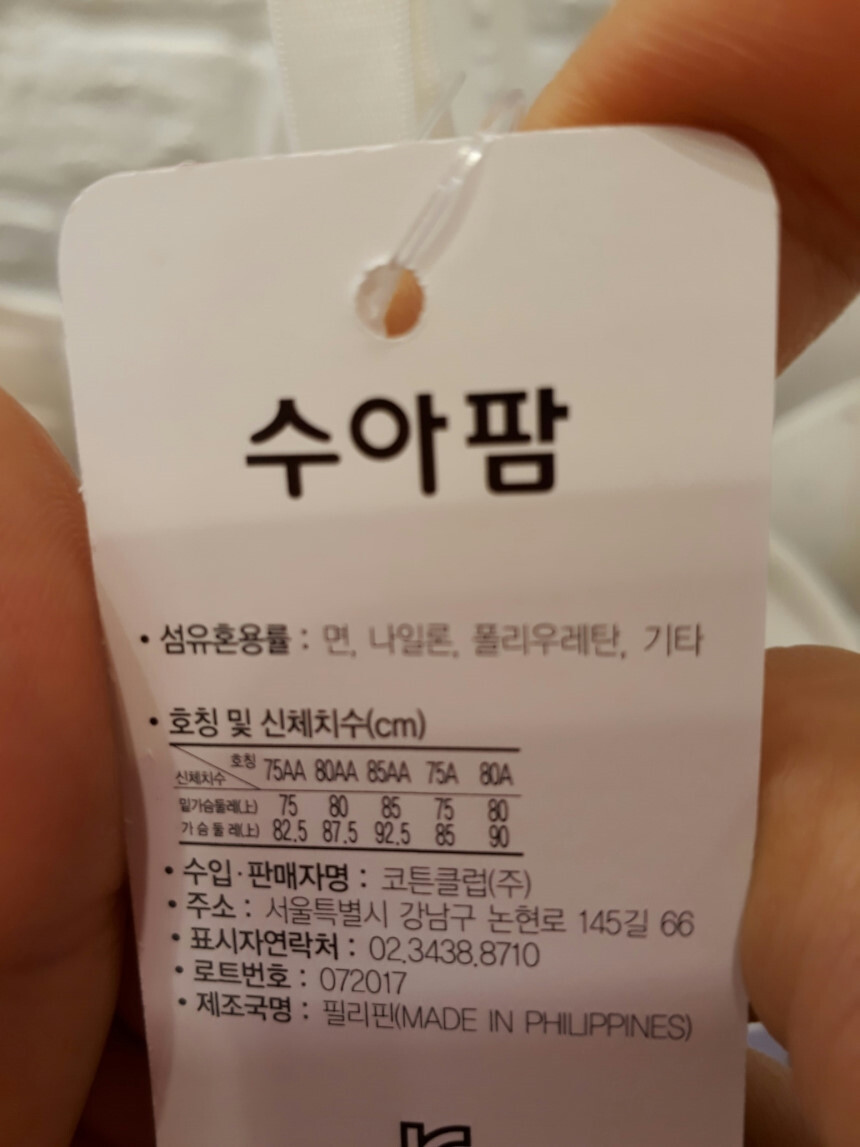 수아팜
• 섬유혼용률 : 면, 나일론, 폴리우레탄, 기타
• 호칭 및 신체치수(cm)
호칭
신체치수 75AA 80AA 85AA 75A 80A
밑가슴둘레(上) 75 80 85 75 80
가 슴 둘 레(上) 82.5 87.5 92.5 85 90
• 수입·판매자명 : 코튼클럽(주)
• 주소 : 서울특별시 강남구 논현로 145길 66
• 표시자연락처 : 02.3438.8710
• 로트번호 : 072017
• 제조국명 : 필리핀(MADE IN PHILIPPINES)